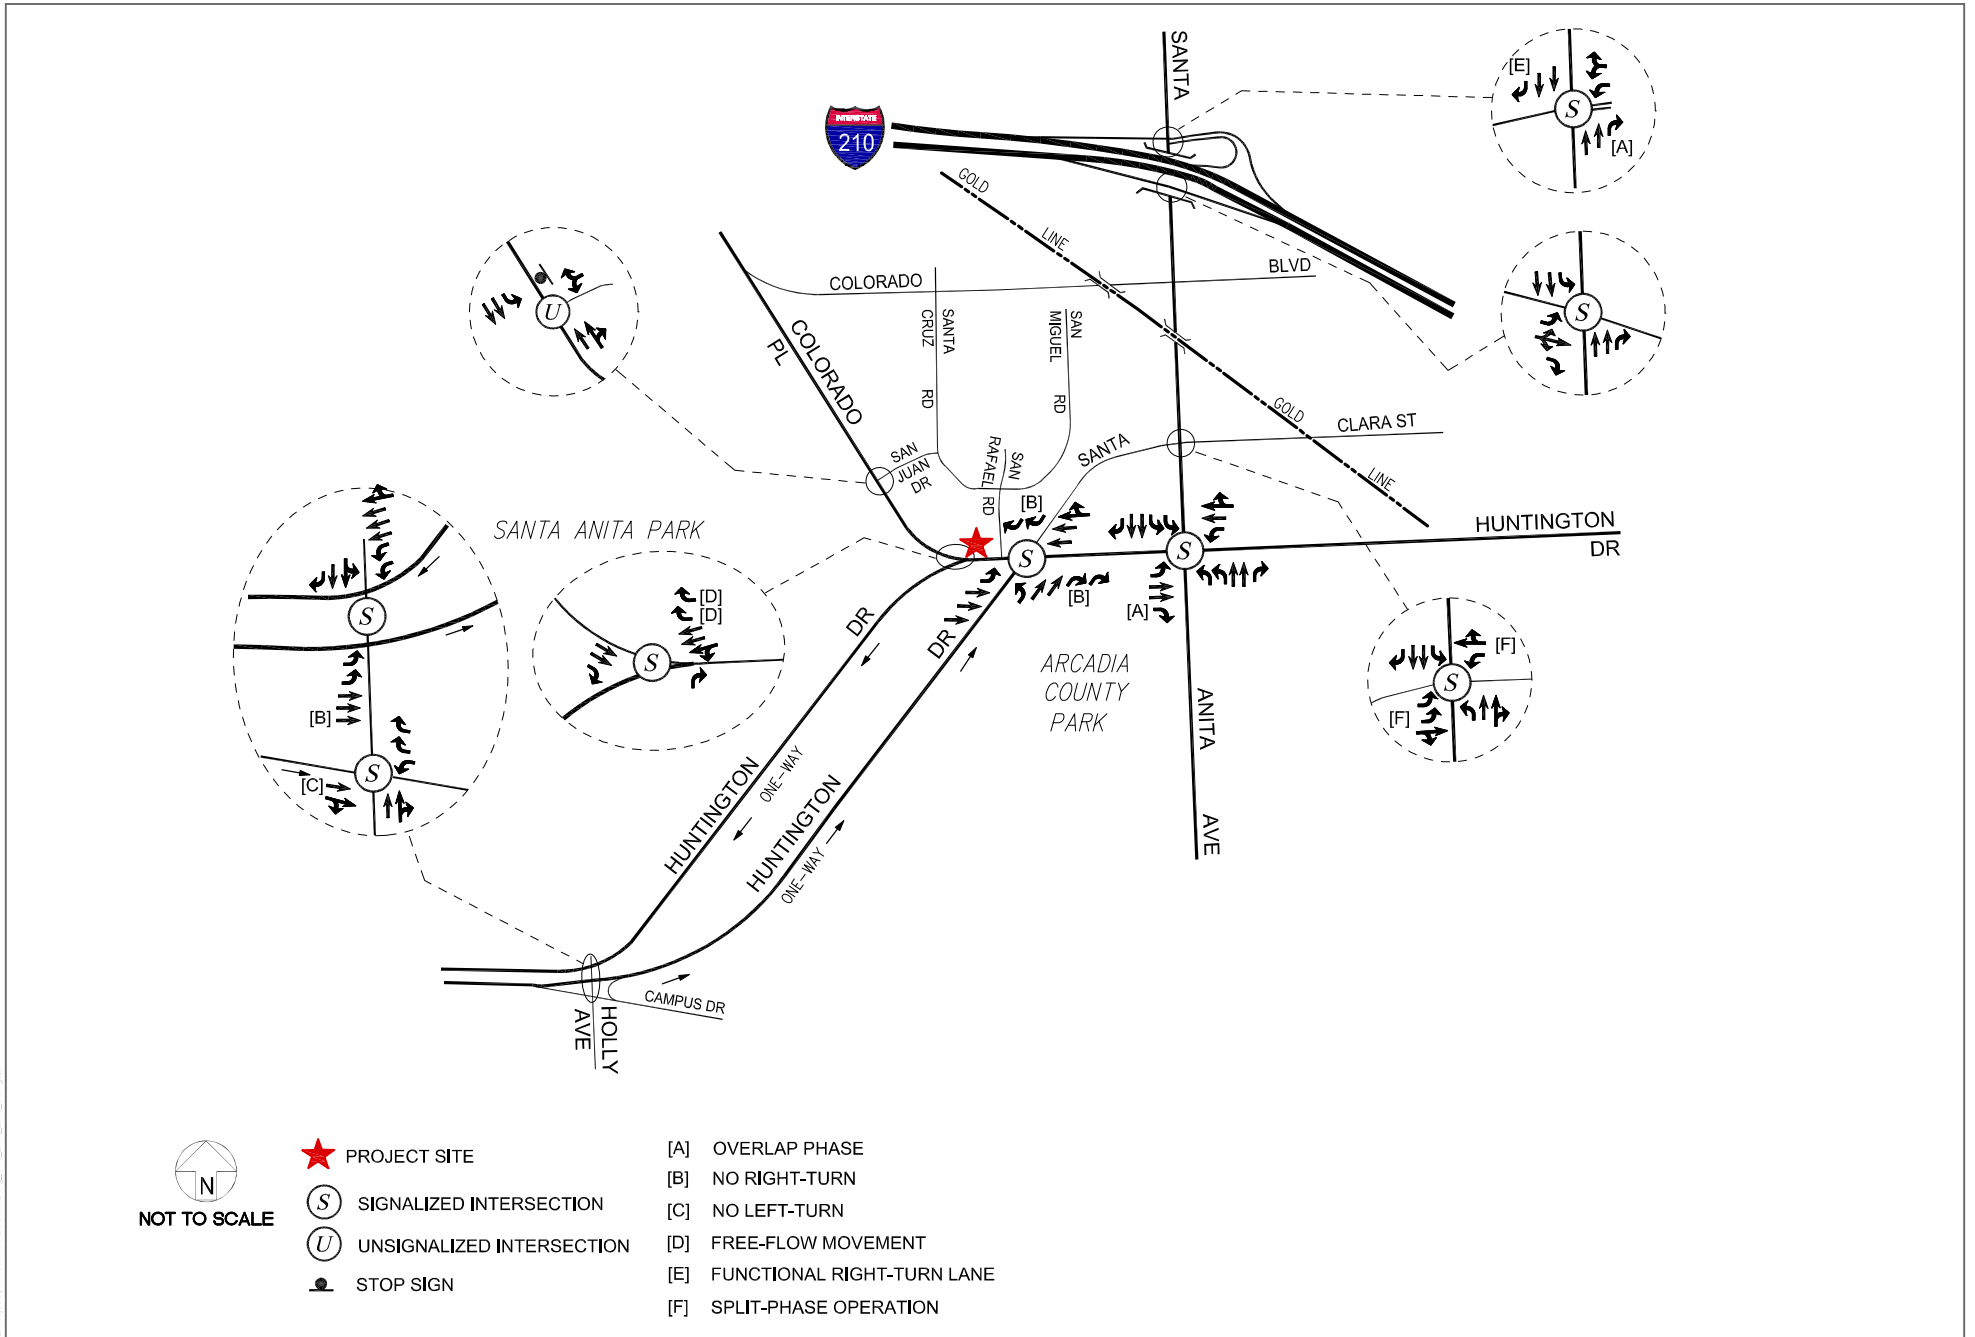 SANTA
[E]
S
[A]
INTERSTATE
210
GOLD
LINE
COLORADO
BLVD
U
S
COLORADO
PL
SANTA
CRUZ
RD
SAN
MIGUEL
RD
GOLD
LINE
CLARA ST
SANTA
SAN
JUAN
DR
SAN
RAFAEL RD
[B]
SANTA ANITA PARK
HUNTINGTON
DR
S
S
[B]
[A]
[D]
[D]
S
S
[B]
[C]
S
DR
DR
ARCADIA
COUNTY
PARK
[F]
S
[F]
ANITA
AVE
HUNTINGTON
ONE-WAY
HUNTINGTON
ONE-WAY
CAMPUS DR
HOLLY
AVE
N
NOT TO SCALE
PROJECT SITE
S SIGNALIZED INTERSECTION
U UNSIGNALIZED INTERSECTION
STOP SIGN
[A] OVERLAP PHASE
[B] NO RIGHT-TURN
[C] NO LEFT-TURN
[D] FREE-FLOW MOVEMENT
[E] FUNCTIONAL RIGHT-TURN LANE
[F] SPLIT-PHASE OPERATION